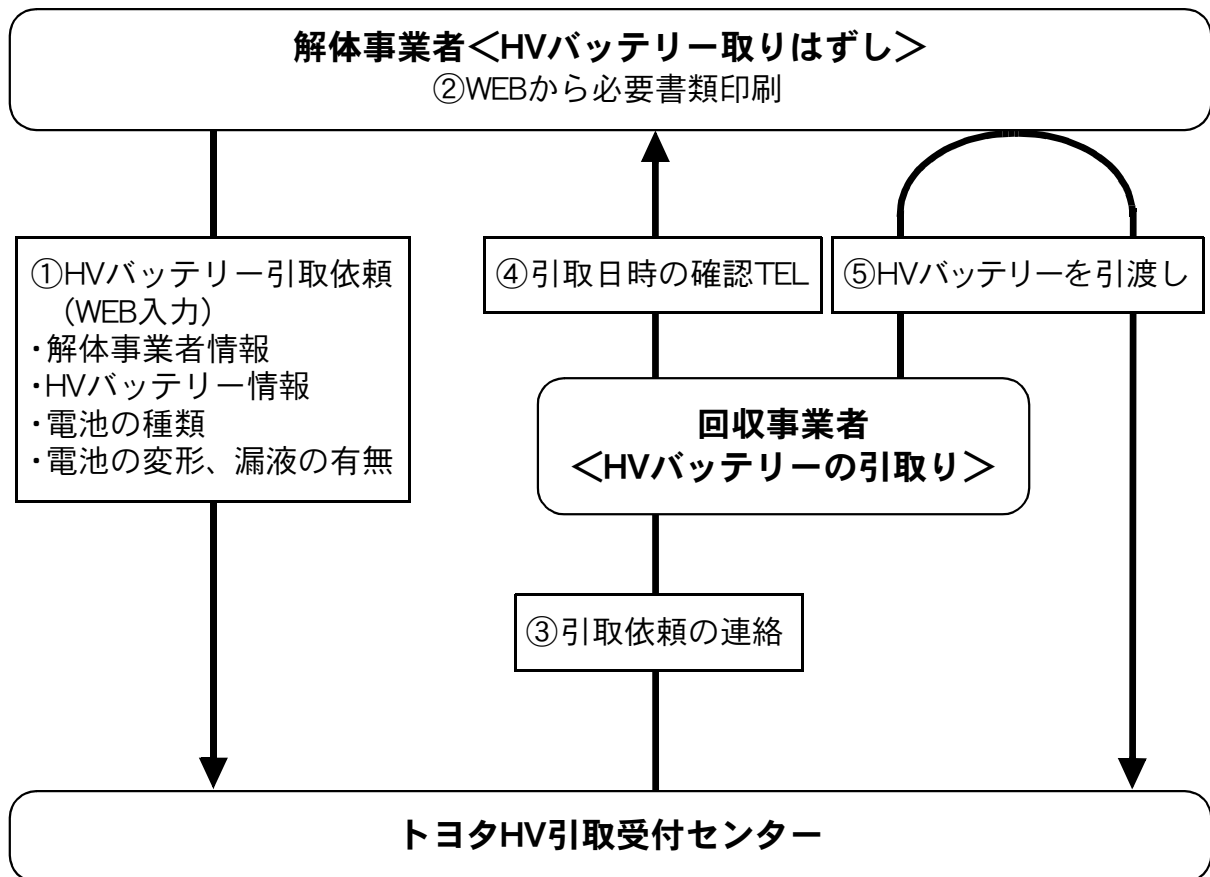 解体事業者＜HVバッテリー取りはずし＞
②WEBから必要書類印刷
①HVバッテリー引取依頼
（WEB入力）
・解体事業者情報
・HVバッテリー情報
・電池の種類
・電池の変形、漏液の有無
④引取日時の確認TEL
⑤HVバッテリーを引渡し
回収事業者
＜HVバッテリーの引取り＞
③引取依頼の連絡
トヨタHV引取受付センター